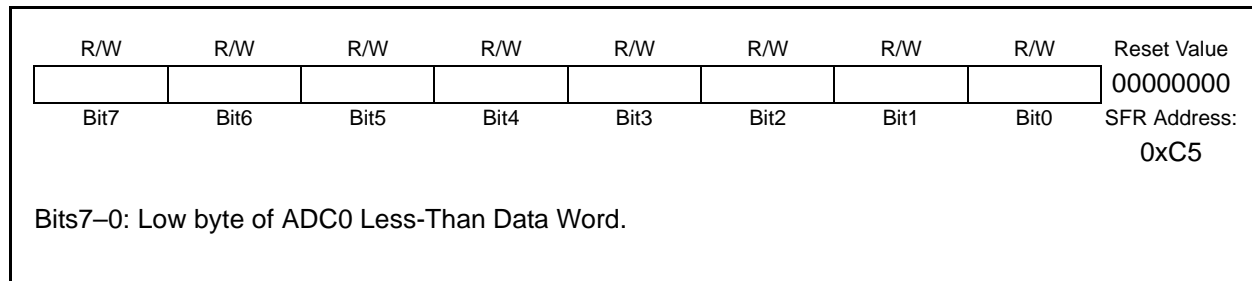 R/W R/W R/W R/W R/W R/W R/W R/W Reset Value
00000000
Bit7 Bit6 Bit5 Bit4 Bit3 Bit2 Bit1 Bit0 SFR Address:
0xC5
Bits7–0: Low byte of ADC0 Less-Than Data Word.